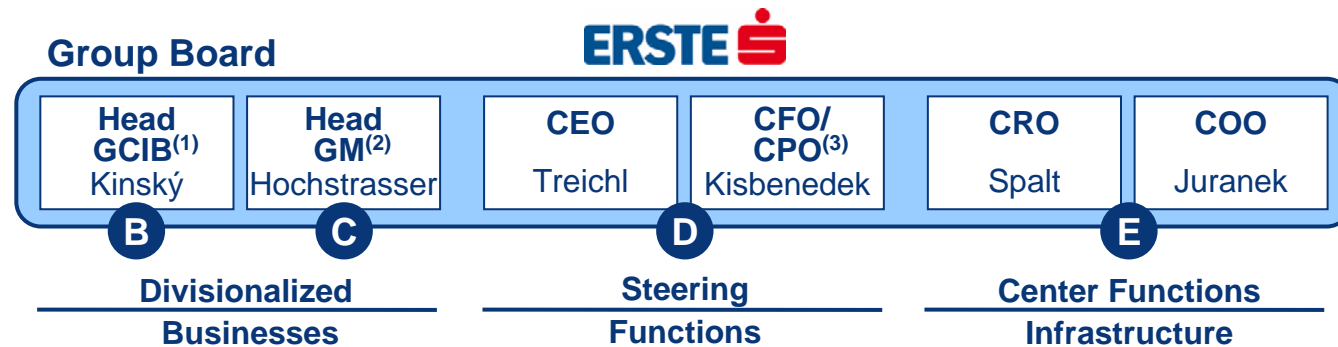 ERSTE
Group Board
Head
GCIB(1)
Kinský
Head
GM(2)
Hochstrasser
CEO
Treichl
CFO/
CPO(3)
Kisbenedek
CRO
Spalt
COO
Juranek
B
C
D
E
Divisionalized
Businesses
Steering
Functions
Center Functions
Infrastructure